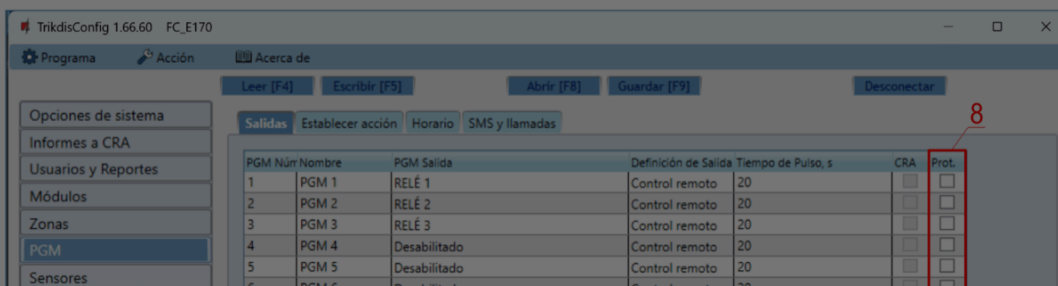 TrikdisConfig 1.66.60 FC_E170
Programa Acción Acerca de
Leer [F4] Escribir [F5] Abrir [F8] Guardar [F9] Desconectar
8
Opciones de sistema
Informes a CRA
Usuarios y Reportes
Módulos
Zonas
PGM
Sensores
Salidas Establecer acción Horario SMS y llamadas
PGM Núm Nombre PGM Salida Definición de Salida Tiempo de Pulso, s CRA Prot.
1 PGM 1 RELÉ 1 Control remoto 20
2 PGM 2 RELÉ 2 Control remoto 20
3 PGM 3 RELÉ 3 Control remoto 20
4 PGM 4 Desabilitado Control remoto 20
5 PGM 5 Desabilitado Control remoto 20